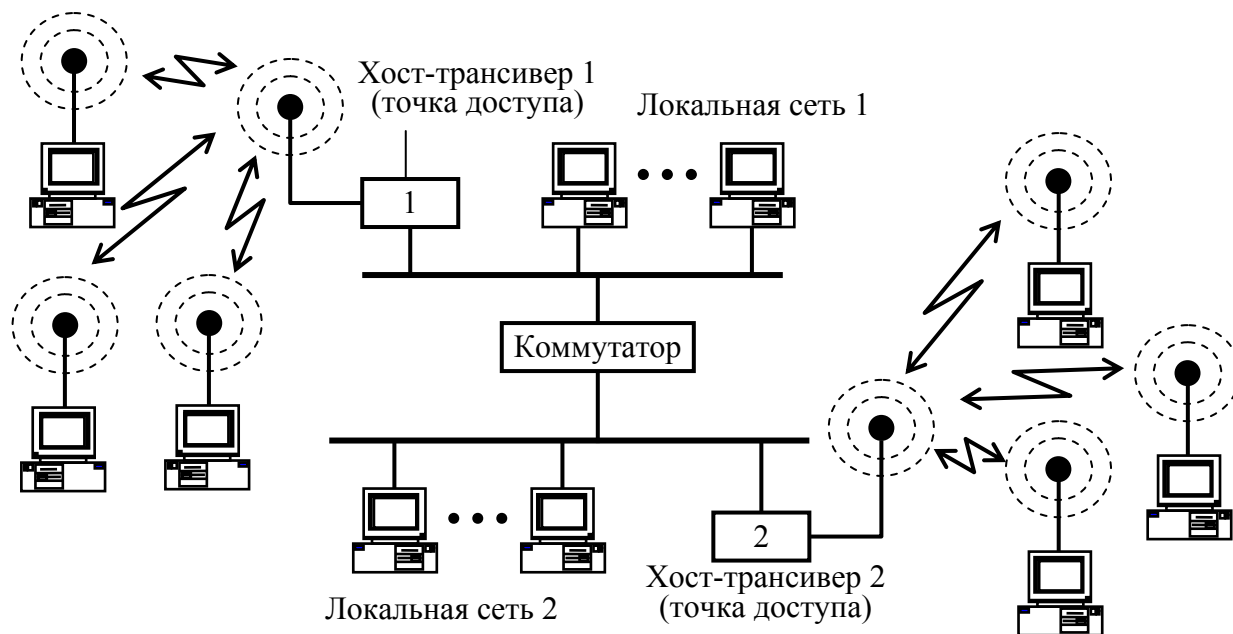 Хост-трансивер 1
(точка доступа)
Локальная сеть 1
1
Коммутатор
2
Хост-трансивер 2
(точка доступа)
Локальная сеть 2